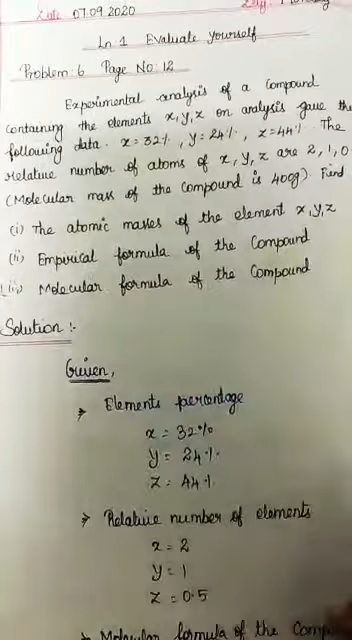 Date 07.09.2020
Ln 1 Evaluate yourself
Problem: 6 Page No: 12
Experimental analysis of a compound
containing the elements x, y, z on analysis gave the
following data. x = 32%, y = 24%, z = 44%. The
relative number of atoms of x, y, z are 2, 1, 0
(Molecular mass of the compound is 400g). Find
(i) The atomic masses of the element x, y, z
(ii) Empirical formula of the compound
(iii) Molecular formula of the compound
Solution :-
Given,
→ Elements percentage
x = 32%
y = 24%
z = 44%
→ Relative number of elements
x = 2
y = 1
z = 0.5
→ Molecular formula of the